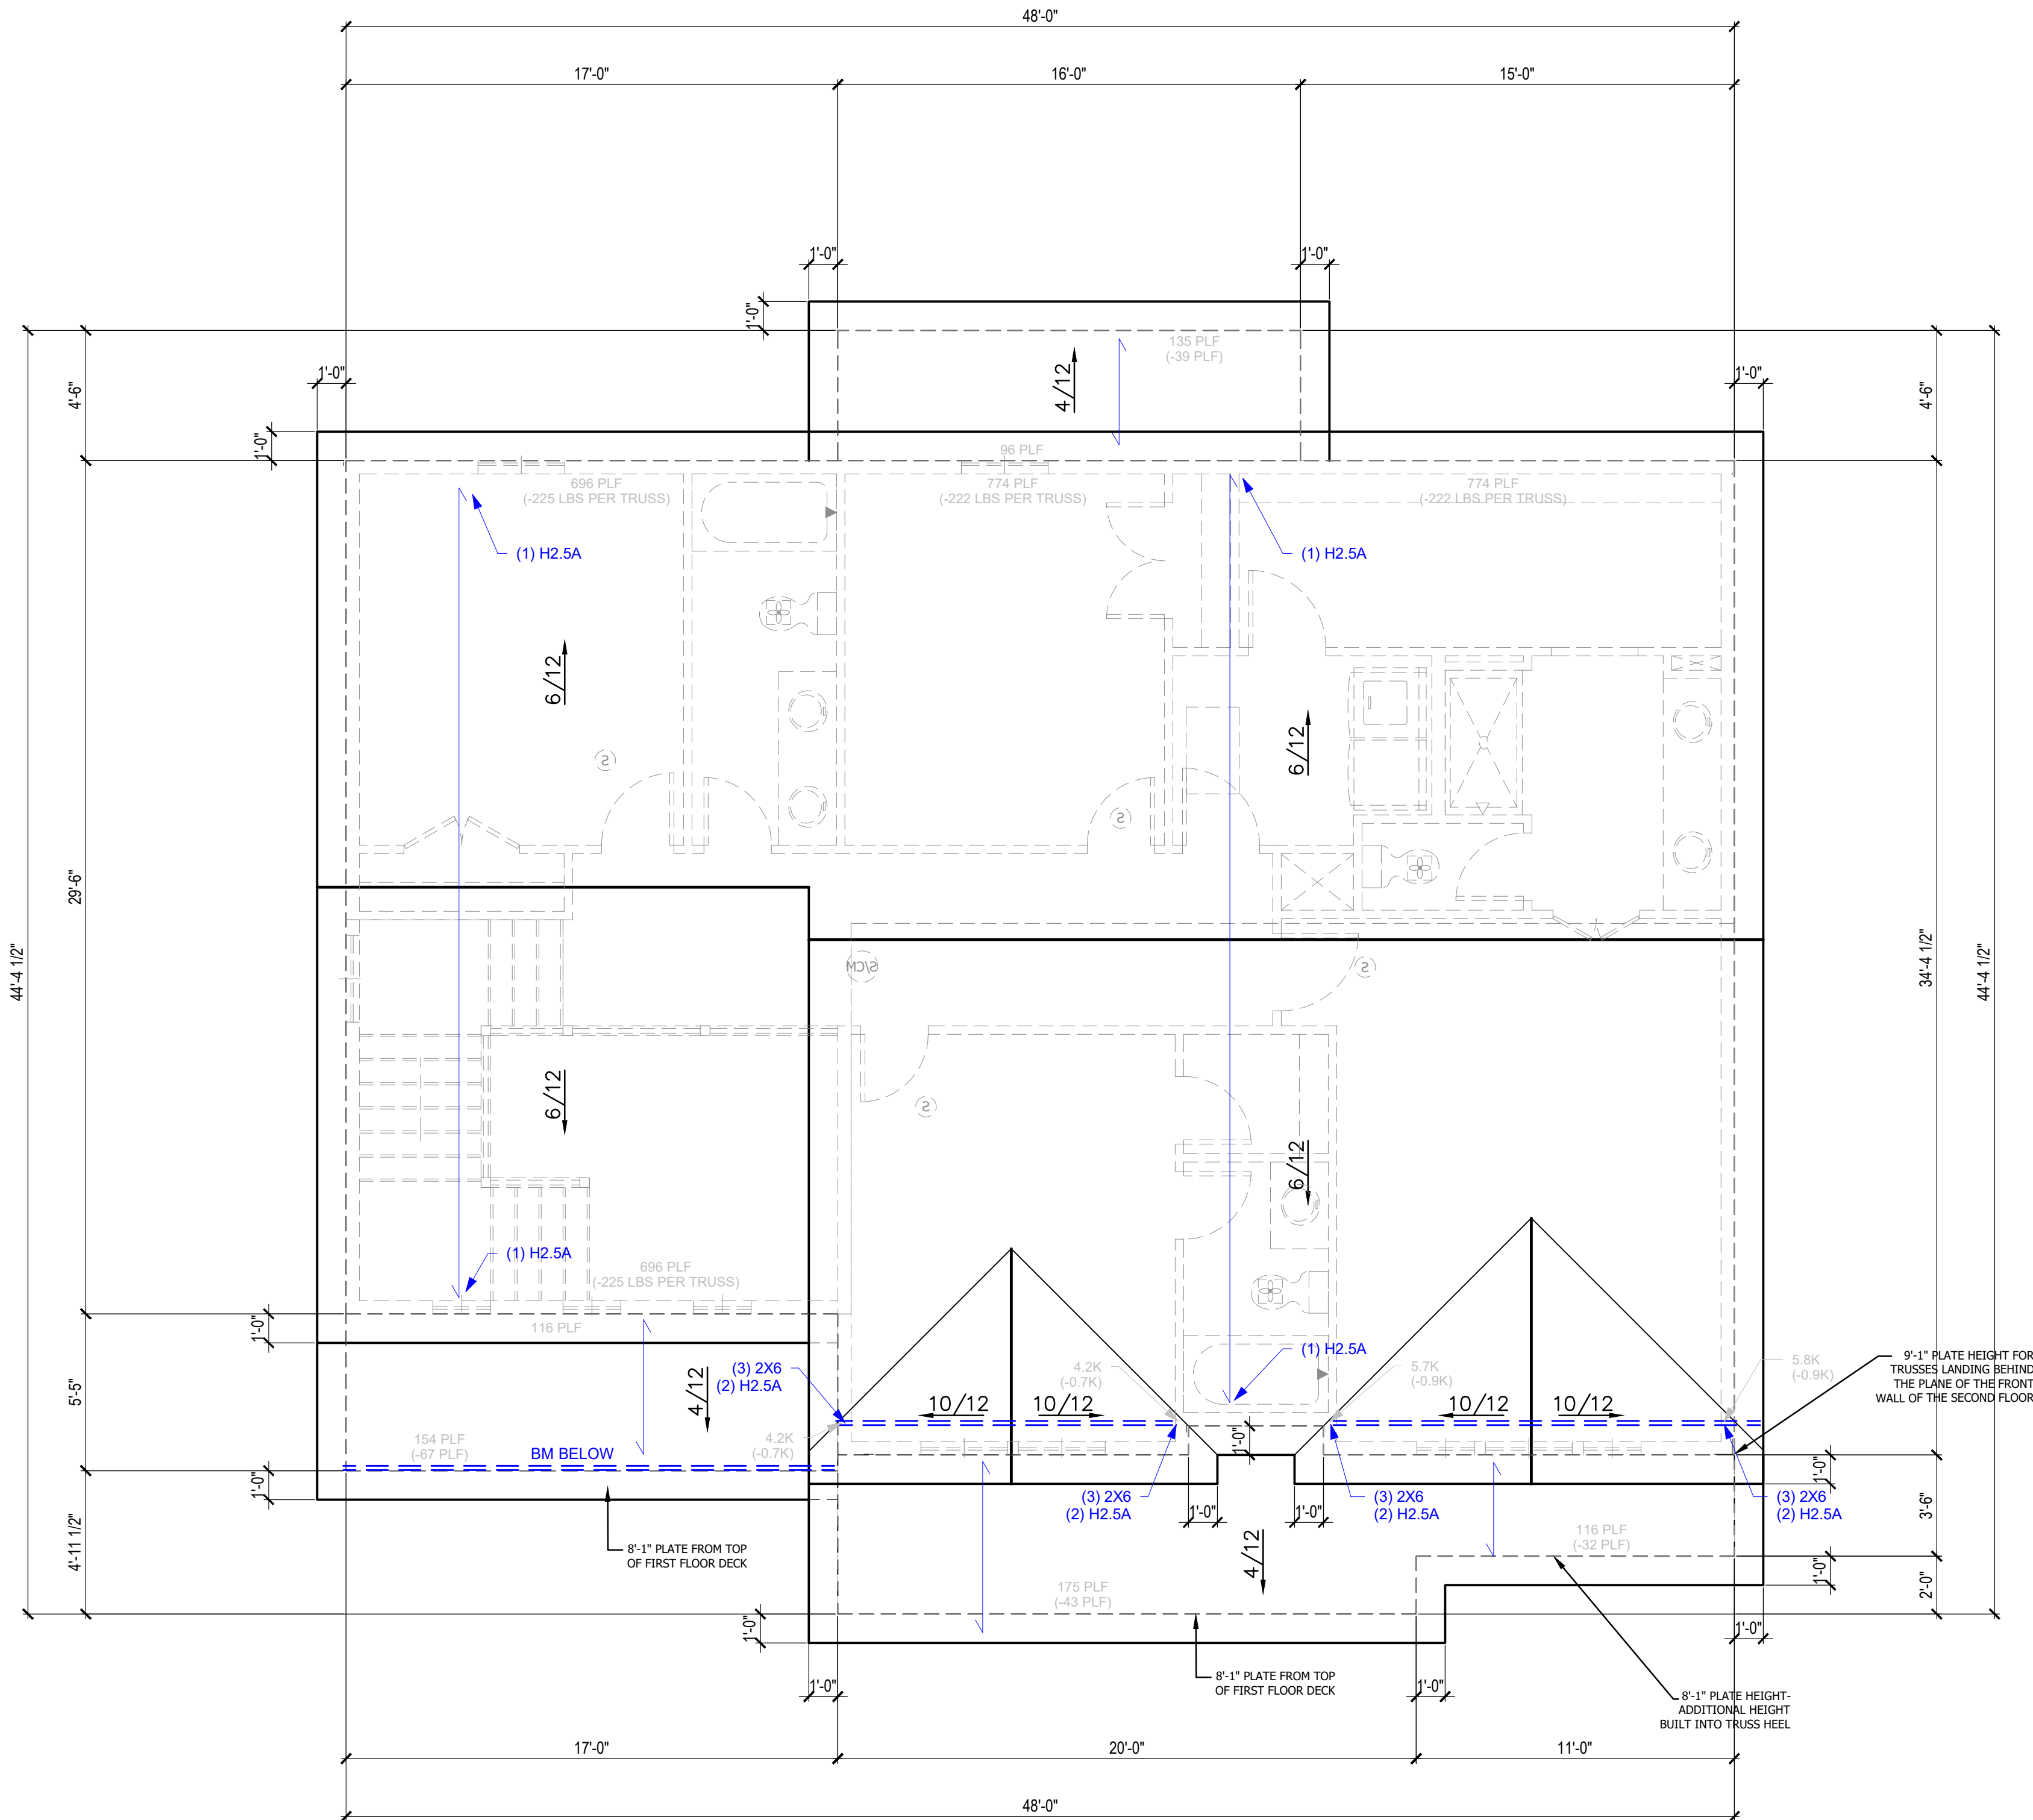 48'-0"
17'-0"
16'-0"
15'-0"
1'-0"
1'-0"
1'-0"
135 PLF
(-39 PLF)
4/12
1'-0"
1'-0"
4'-6"
4'-6"
1'-0"
96 PLF
696 PLF
(-225 LBS PER TRUSS)
774 PLF
(-222 LBS PER TRUSS)
774 PLF
(-222 LBS PER TRUSS)
(1) H2.5A
(1) H2.5A
6/12
6/12
S
S
29'-6"
44'-4 1/2"
34'-4 1/2"
44'-4 1/2"
S/CM
S
S
6/12
6/12
(1) H2.5A
696 PLF
(-225 LBS PER TRUSS)
1'-0"
116 PLF
(1) H2.5A
(3) 2X6
(2) H2.5A
4/12
4.2K
(-0.7K)
5.7K
(-0.9K)
5.8K
(-0.9K)
9'-1" PLATE HEIGHT FOR
TRUSSES LANDING BEHIND
THE PLANE OF THE FRONT
WALL OF THE SECOND FLOOR
5'-5"
10/12
10/12
10/12
10/12
154 PLF
(-67 PLF)
BM BELOW
4.2K
(-0.7K)
1'-0"
1'-0"
1'-0"
(3) 2X6
(2) H2.5A
1'-0"
1'-0"
(3) 2X6
(2) H2.5A
(3) 2X6
(2) H2.5A
3'-6"
4'-11 1/2"
8'-1" PLATE FROM TOP
OF FIRST FLOOR DECK
4/12
116 PLF
(-32 PLF)
1'-0"
2'-0"
175 PLF
(-43 PLF)
1'-0"
1'-0"
8'-1" PLATE FROM TOP
OF FIRST FLOOR DECK
1'-0"
1'-0"
8'-1" PLATE HEIGHT-
ADDITIONAL HEIGHT
BUILT INTO TRUSS HEEL
17'-0"
20'-0"
11'-0"
48'-0"